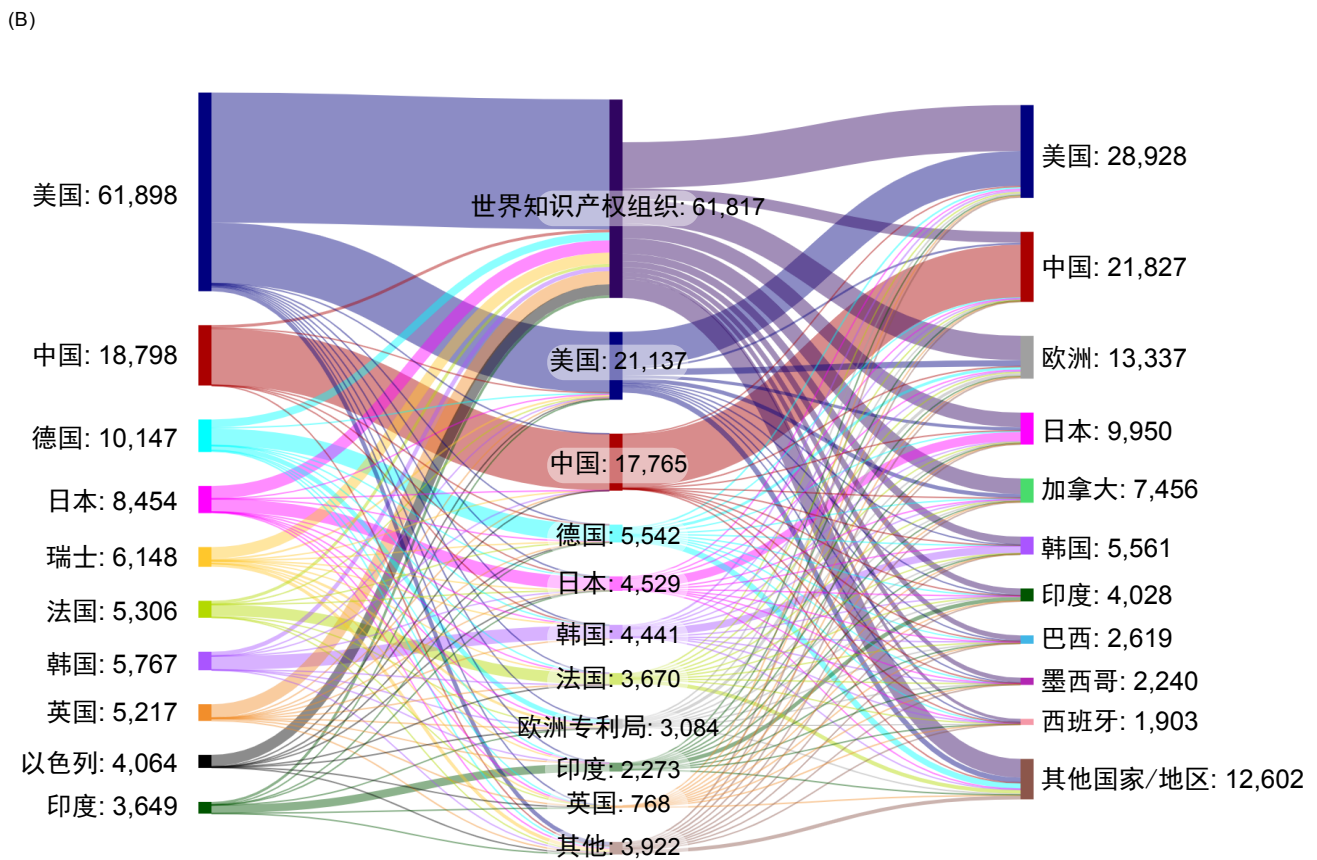 (B)
美国: 61,898
中国: 18,798
德国: 10,147
日本: 8,454
瑞士: 6,148
法国: 5,306
韩国: 5,767
英国: 5,217
以色列: 4,064
印度: 3,649
世界知识产权组织: 61,817
美国: 21,137
中国: 17,765
德国: 5,542
日本: 4,529
韩国: 4,441
法国: 3,670
欧洲专利局: 3,084
印度: 2,273
英国: 768
其他: 3,922
美国: 28,928
中国: 21,827
欧洲: 13,337
日本: 9,950
加拿大: 7,456
韩国: 5,561
印度: 4,028
巴西: 2,619
墨西哥: 2,240
西班牙: 1,903
其他国家/地区: 12,602